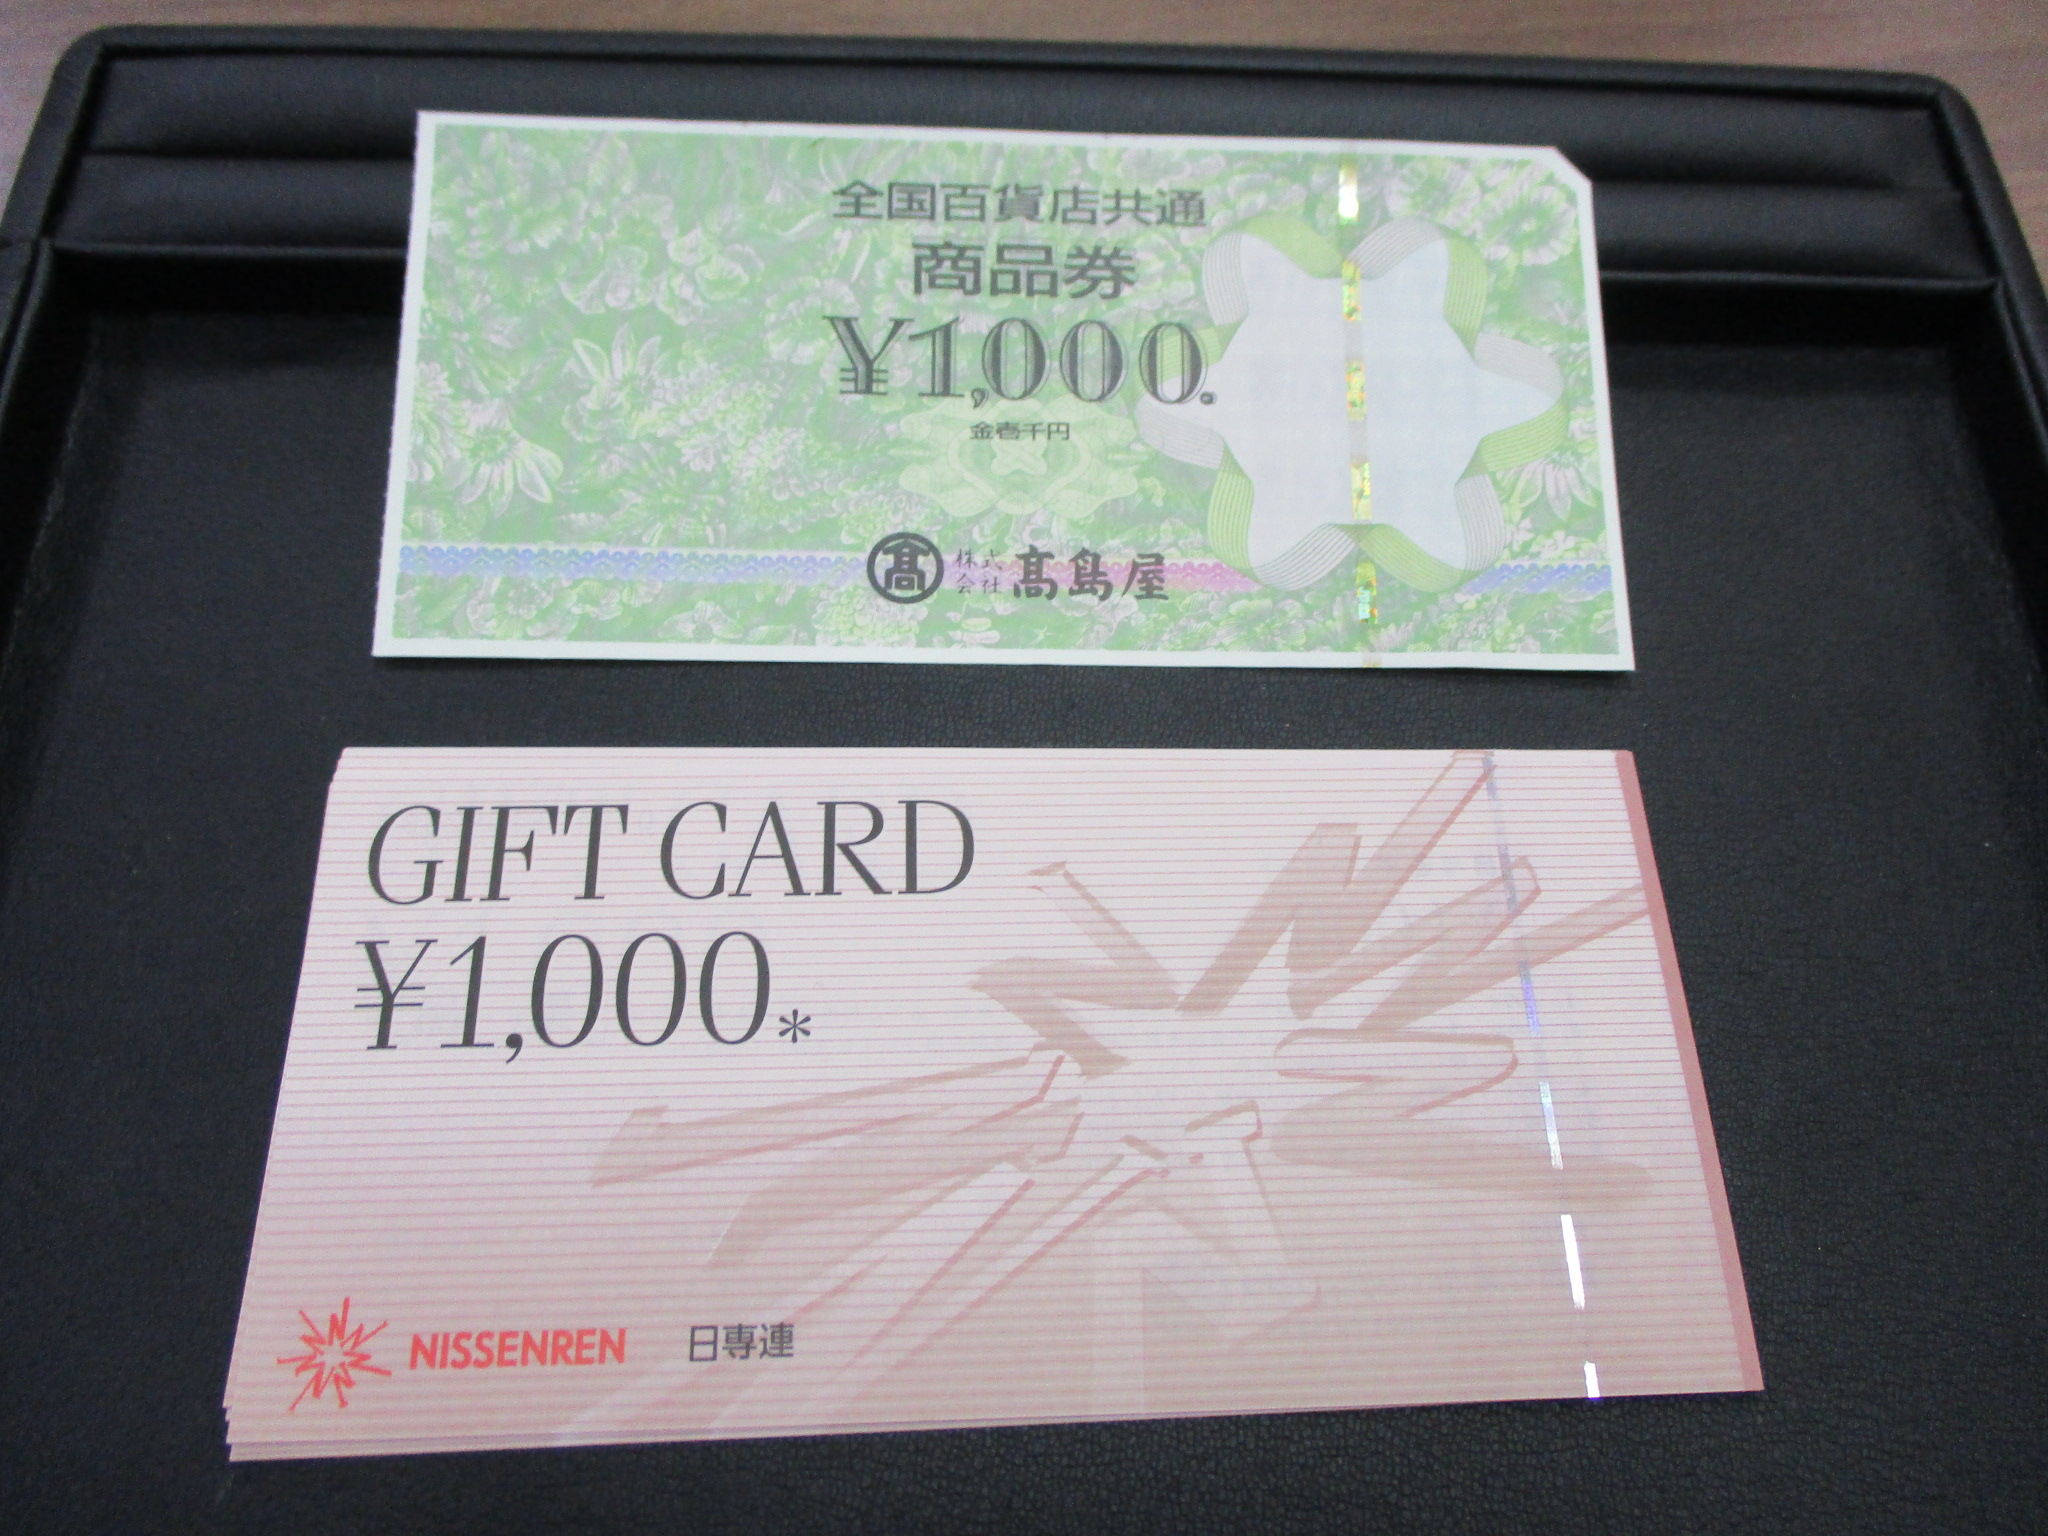 全国百貨店共通
商品券
¥1,000.
金壱千円
髙 株式会社 髙島屋
GIFT CARD
¥1,000*
NISSENREN 日専連